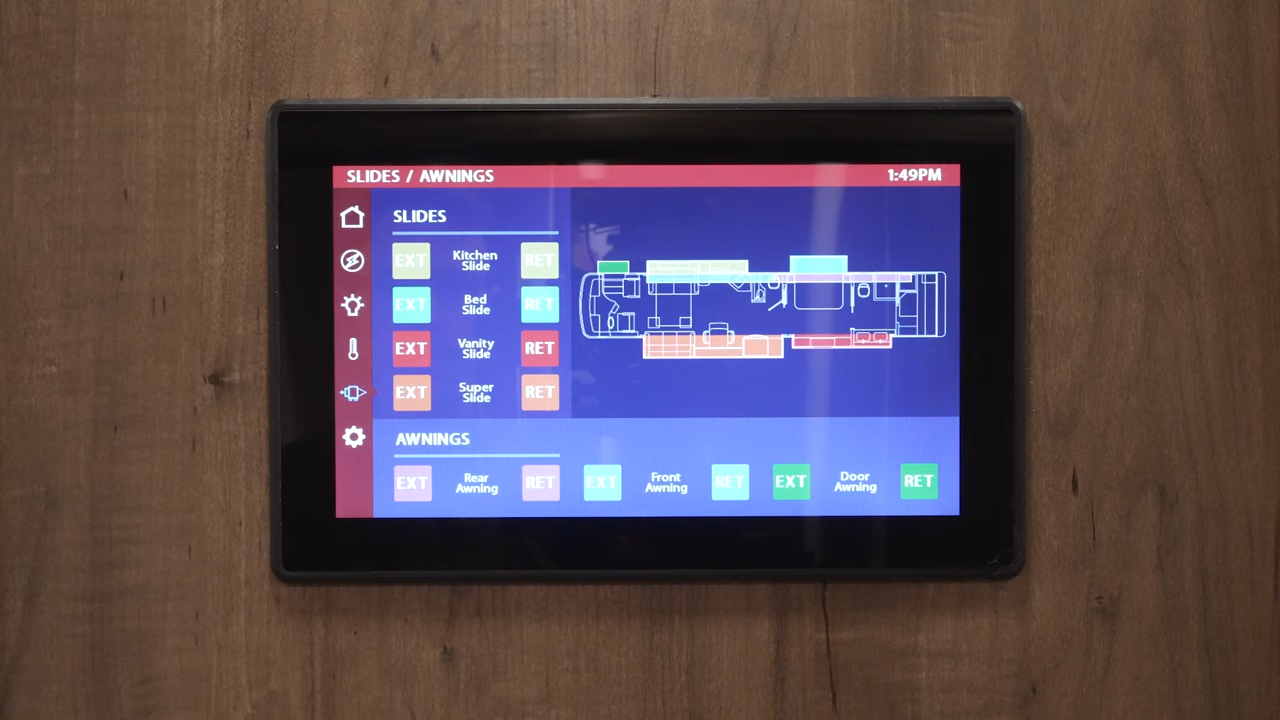 SLIDES / AWNINGS
1:49PM
SLIDES
EXT
Kitchen
Slide
RET
EXT
Bed
Slide
RET
EXT
Vanity
Slide
RET
EXT
Super
Slide
RET
AWNINGS
EXT
Rear
Awning
RET
EXT
Front
Awning
RET
EXT
Door
Awning
RET